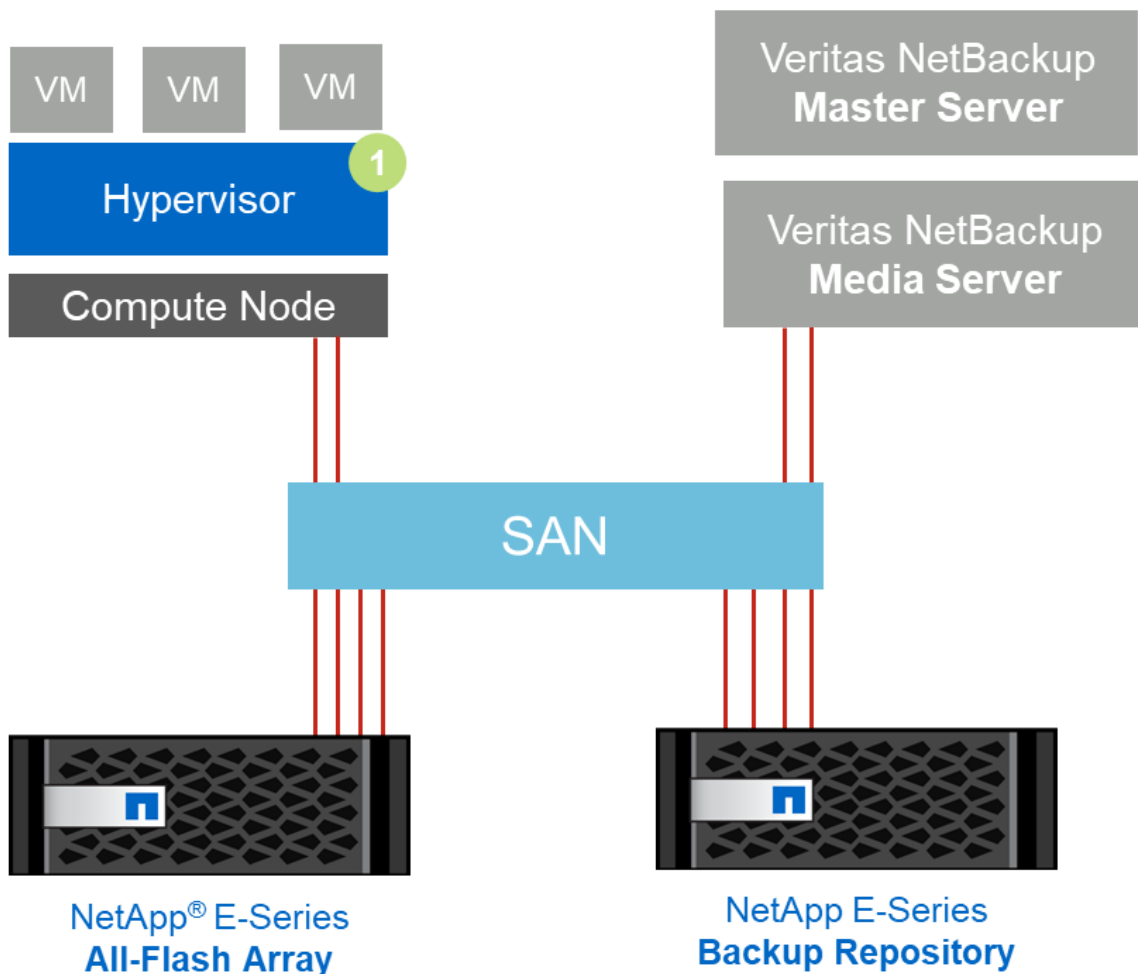 VM
VM
VM
1
Hypervisor
Compute Node
Veritas NetBackup
Master Server
Veritas NetBackup
Media Server
SAN
NetApp® E-Series
All-Flash Array
NetApp E-Series
Backup Repository